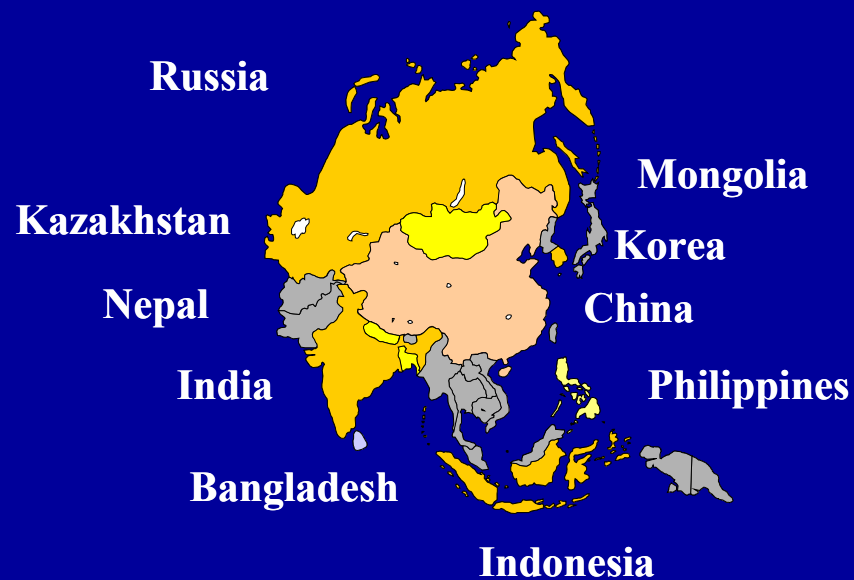 Russia
Mongolia
Kazakhstan
Korea
Nepal
China
India
Philippines
Bangladesh
Indonesia